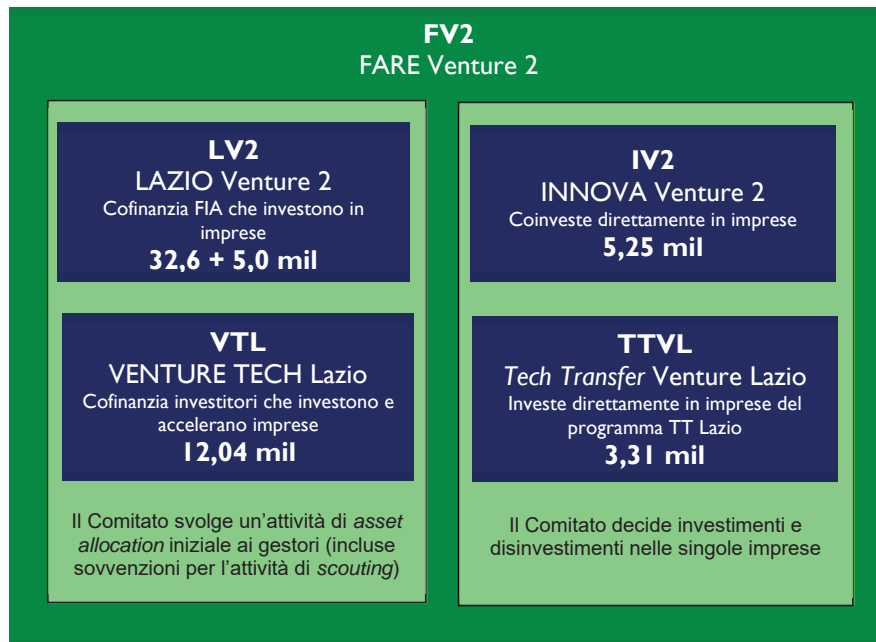 FV2
FARE Venture 2
LV2
LAZIO Venture 2
Cofinanzia FIA che investono in
imprese
32,6 + 5,0 mil
VTL
VENTURE TECH Lazio
Cofinanzia investitori che investono e
accelerano imprese
12,04 mil
Il Comitato svolge un'attività di asset
allocation iniziale ai gestori (incluse
sovvenzioni per l'attività di scouting)
IV2
INNOVA Venture 2
Coinveste direttamente in imprese
5,25 mil
TTVL
Tech Transfer Venture Lazio
Investe direttamente in imprese del
programma TT Lazio
3,31 mil
Il Comitato decide investimenti e
disinvestimenti nelle singole imprese